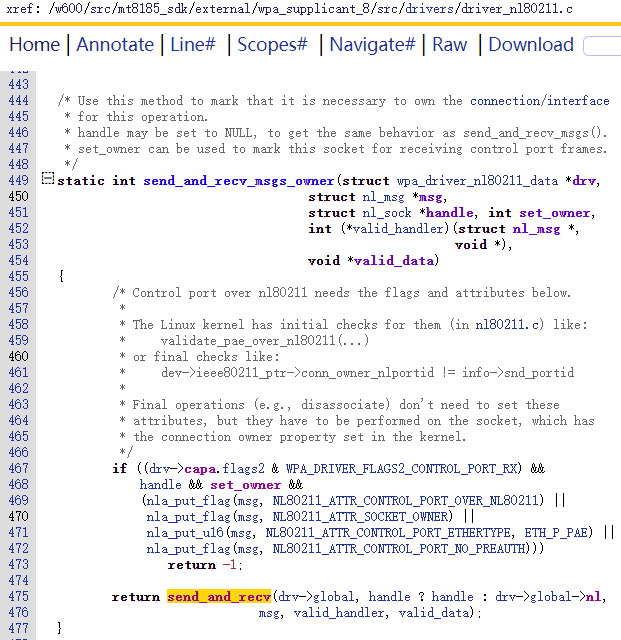 xref: /w600/src/mt8185_sdk/external/wpa_supplicant_8/src/drivers/driver_nl80211.c
Home | Annotate | Line# | Scopes# | Navigate# | Raw | Download
443
444 /* Use this method to mark that it is necessary to own the connection/interface
445 * for this operation.
446 * handle may be set to NULL, to get the same behavior as send_and_recv_msgs().
447 * set_owner can be used to mark this socket for receiving control port frames.
448 */
449 static int send_and_recv_msgs_owner(struct wpa_driver_nl80211_data *drv,
450 struct nl_msg *msg,
451 struct nl_sock *handle, int set_owner,
452 int (*valid_handler)(struct nl_msg *,
453 void *),
454 void *valid_data)
455 {
456 /* Control port over nl80211 needs the flags and attributes below.
457 *
458 * The Linux kernel has initial checks for them (in nl80211.c) like:
459 * validate_pae_over_nl80211(...)
460 * or final checks like:
461 * dev->ieee80211_ptr->conn_owner_nlportid != info->snd_portid
462 *
463 * Final operations (e.g., disassociate) don't need to set these
464 * attributes, but they have to be performed on the socket, which has
465 * the connection owner property set in the kernel.
466 */
467 if ((drv->capa.flags2 & WPA_DRIVER_FLAGS2_CONTROL_PORT_RX) &&
468 handle && set_owner &&
469 (nla_put_flag(msg, NL80211_ATTR_CONTROL_PORT_OVER_NL80211) ||
470 nla_put_flag(msg, NL80211_ATTR_SOCKET_OWNER) ||
471 nla_put_u16(msg, NL80211_ATTR_CONTROL_PORT_ETHERTYPE, ETH_P_PAE) ||
472 nla_put_flag(msg, NL80211_ATTR_CONTROL_PORT_NO_PREAUTH)))
473 return -1;
474
475 return send_and_recv(drv->global, handle ? handle : drv->global->nl,
476 msg, valid_handler, valid_data);
477 }